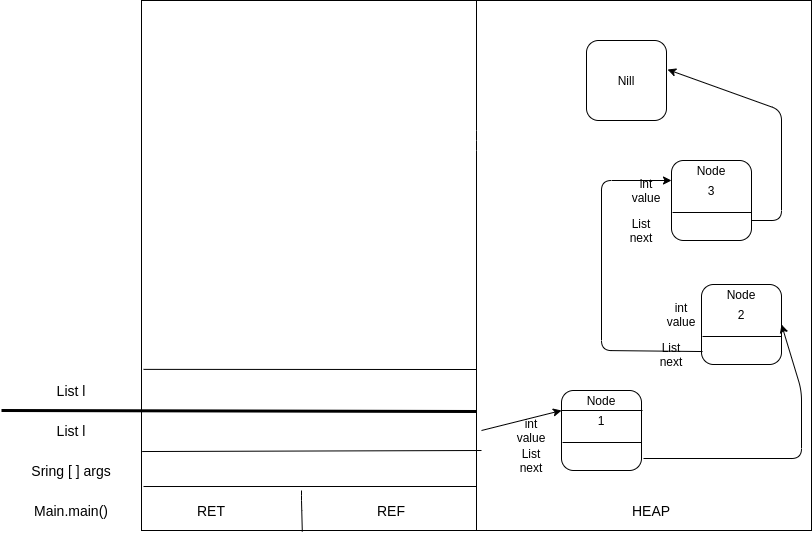 Nill
Node
3
int
value
List
next
Node
2
int
value
List
next
List l
Node
1
List l
int
value
List
next
Sring [ ] args
Main.main()
RET
REF
HEAP